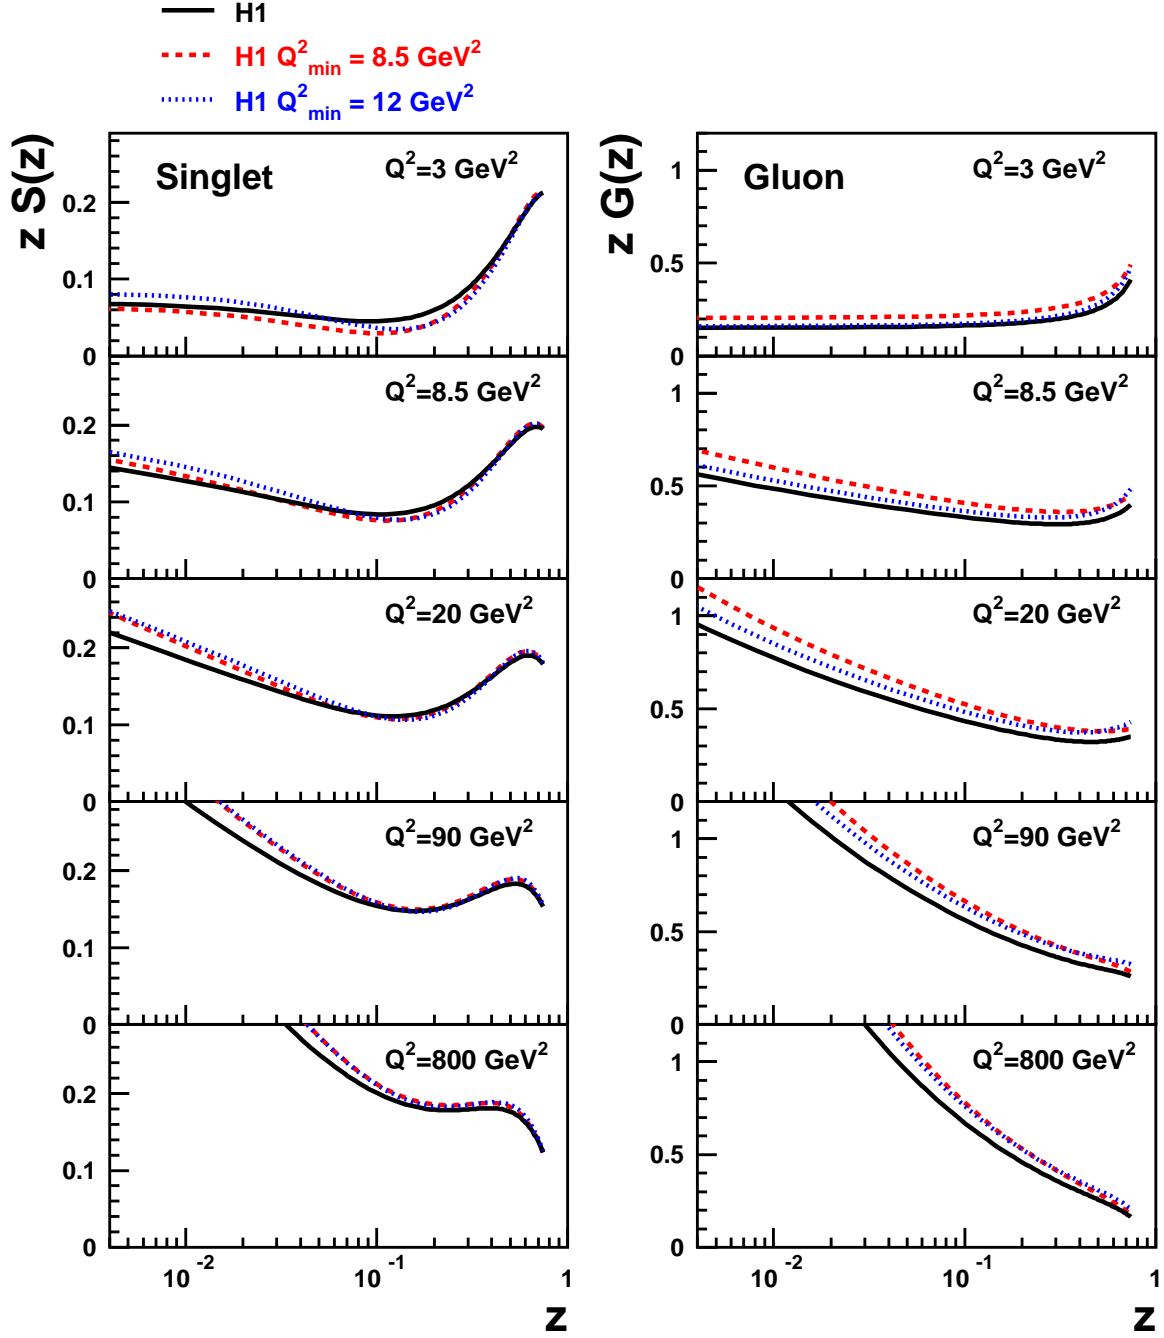 H1
H1 Q²min = 8.5 GeV²
H1 Q²min = 12 GeV²
z S(z)
Singlet
Q²=3 GeV²
0.2
0.1
0
Q²=8.5 GeV²
0.2
0.1
0
Q²=20 GeV²
0.2
0.1
0
Q²=90 GeV²
0.2
0.1
0
Q²=800 GeV²
0.2
0.1
0
10⁻² 10⁻¹ 1
z
z G(z)
Gluon
Q²=3 GeV²
1
0.5
0
Q²=8.5 GeV²
1
0.5
0
Q²=20 GeV²
1
0.5
0
Q²=90 GeV²
1
0.5
0
Q²=800 GeV²
1
0.5
0
10⁻² 10⁻¹ 1
z